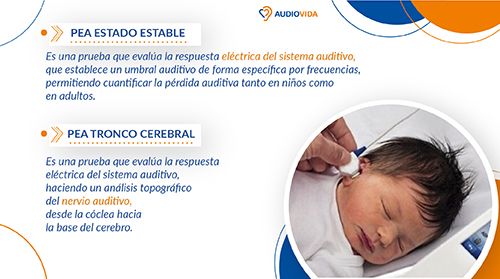 AUDIOVIDA
PEA ESTADO ESTABLE
Es una prueba que evalúa la respuesta eléctrica del sistema auditivo,
que establece un umbral auditivo de forma específica por frecuencias,
permitiendo cuantificar la pérdida auditiva tanto en niños como
en adultos.
PEA TRONCO CEREBRAL
Es una prueba que evalúa la respuesta
eléctrica del sistema auditivo,
haciendo un análisis topográfico
del nervio auditivo,
desde la cóclea hacia
la base del cerebro.